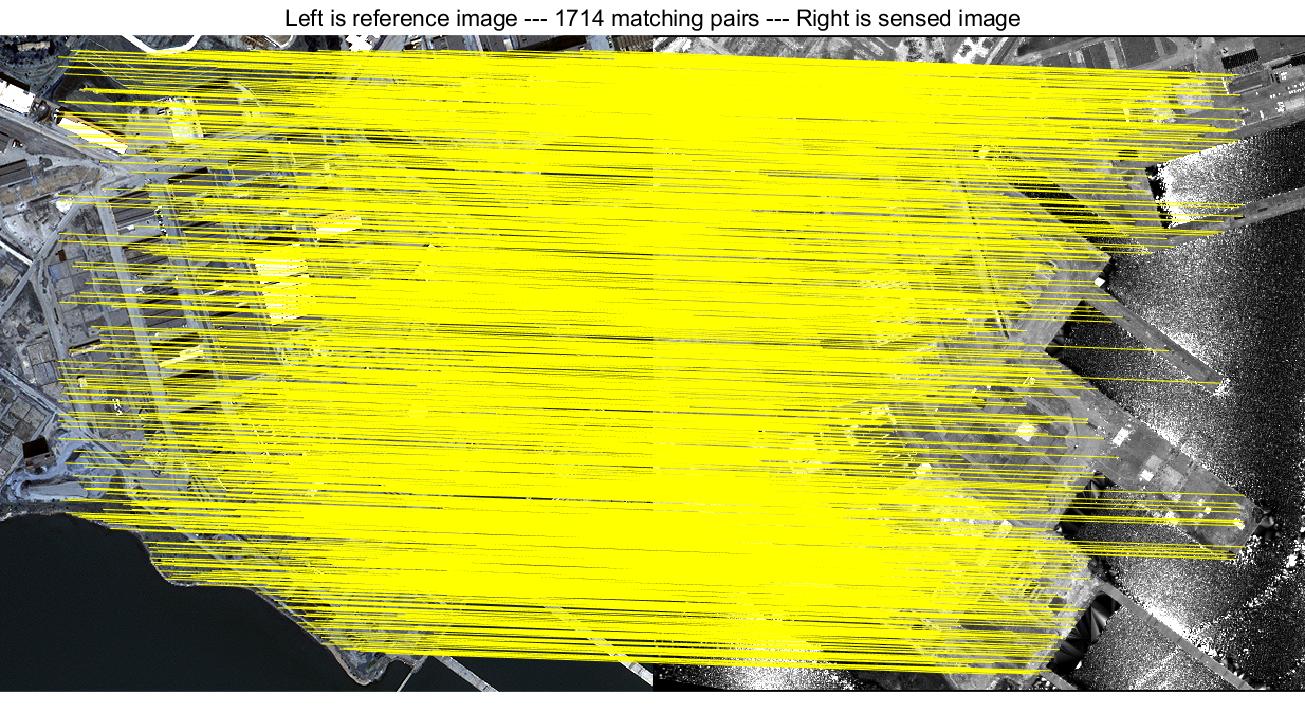 Left is reference image --- 1714 matching pairs --- Right is sensed image